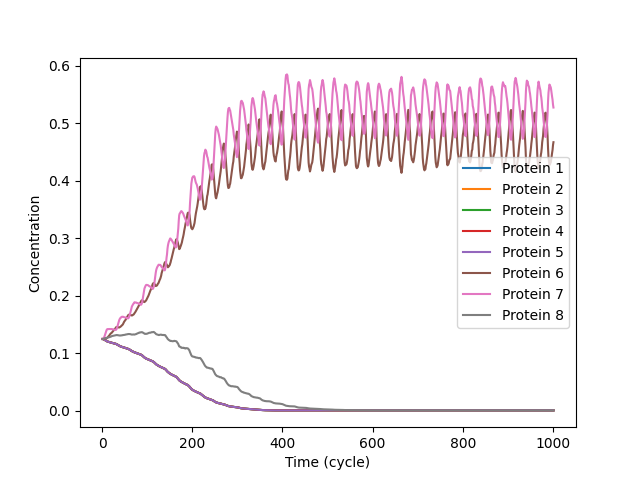 0.6
0.5
0.4
0.3
0.2
0.1
0.0
Concentration
0 200 400 600 800 1000
Time (cycle)
Protein 1
Protein 2
Protein 3
Protein 4
Protein 5
Protein 6
Protein 7
Protein 8